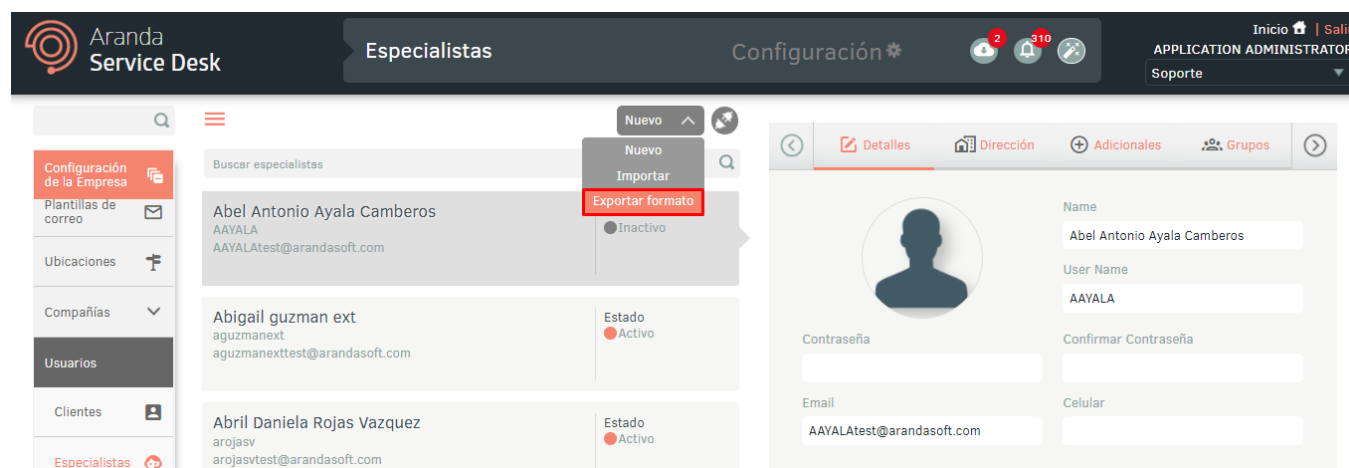 Aranda
Service Desk
Especialistas
Configuración
2
310
Inicio | Salir
APPLICATION ADMINISTRATOR
Soporte
Configuración
de la Empresa
Plantillas de
correo
Ubicaciones
Compañías
Usuarios
Clientes
Especialistas
Nuevo
Nuevo
Importar
Exportar formato
Buscar especialistas
Abel Antonio Ayala Camberos
AAYALA
AAYALAtest@arandasoft.com
Inactivo
Abigail guzman ext
aguzmanext
aguzmanexttest@arandasoft.com
Estado
Activo
Abril Daniela Rojas Vazquez
arojasv
arojasvtest@arandasoft.com
Estado
Activo
Detalles
Dirección
Adicionales
Grupos
Name
Abel Antonio Ayala Camberos
User Name
AAYALA
Contraseña
Confirmar Contraseña
Email
AAYALAtest@arandasoft.com
Celular